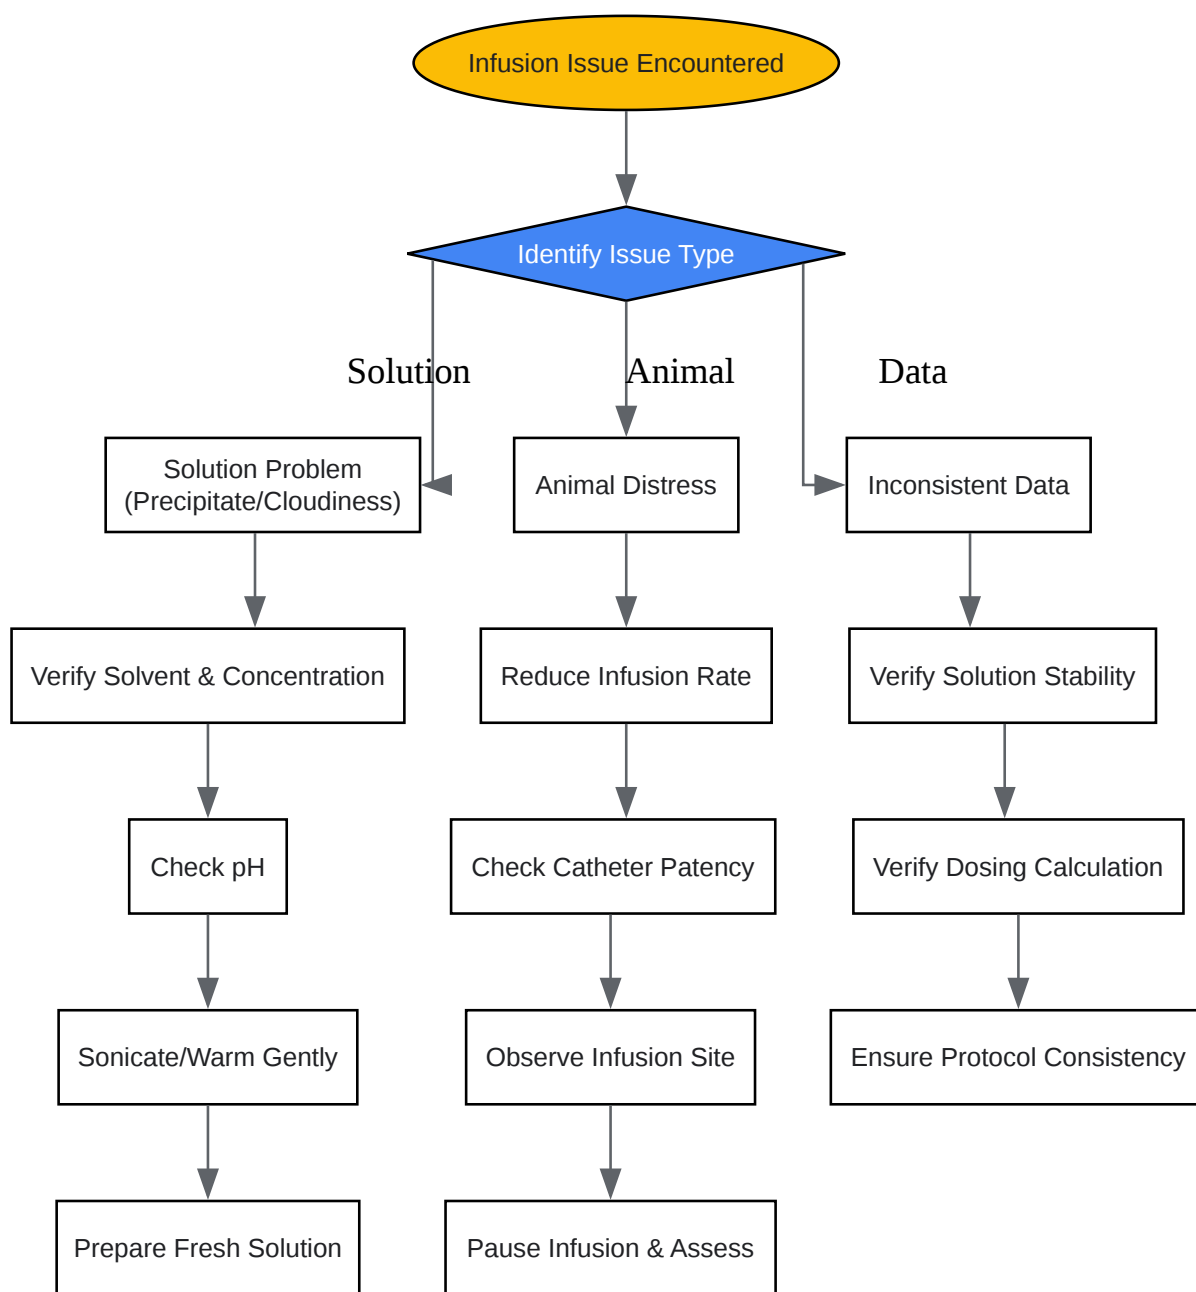 Infusion Issue Encountered
Identify Issue Type
Solution
Animal
Data
Solution Problem
(Precipitate/Cloudiness)
Animal Distress
Inconsistent Data
Verify Solvent & Concentration
Reduce Infusion Rate
Verify Solution Stability
Check pH
Check Catheter Patency
Verify Dosing Calculation
Sonicate/Warm Gently
Observe Infusion Site
Ensure Protocol Consistency
Prepare Fresh Solution
Pause Infusion & Assess